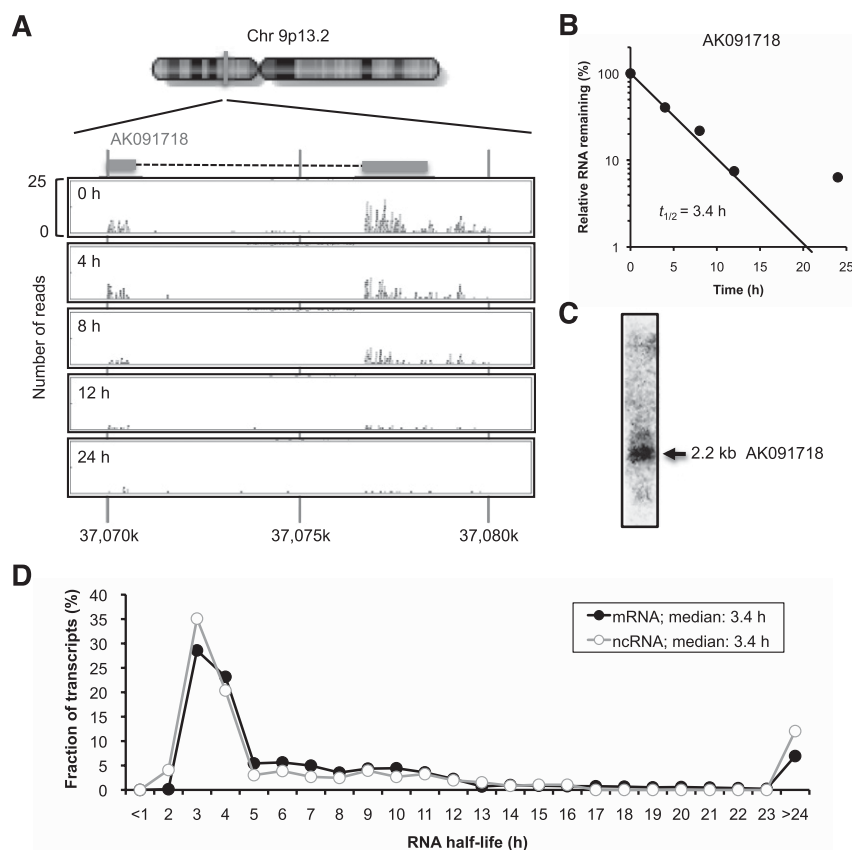 A
Chr 9p13.2
AK091718
25
0
0 h
4 h
8 h
12 h
24 h
Number of reads
37,070k
37,075k
37,080k
B
AK091718
Relative RNA remaining (%)
100
10
1
t1/2 = 3.4 h
0
5
10
15
20
25
Time (h)
C
2.2 kb AK091718
D
Fraction of transcripts (%)
40
35
30
25
20
15
10
5
0
mRNA; median: 3.4 h
ncRNA; median: 3.4 h
<1 2 3 4 5 6 7 8 9 10 11 12 13 14 15 16 17 18 19 20 21 22 23 >24
RNA half-life (h)